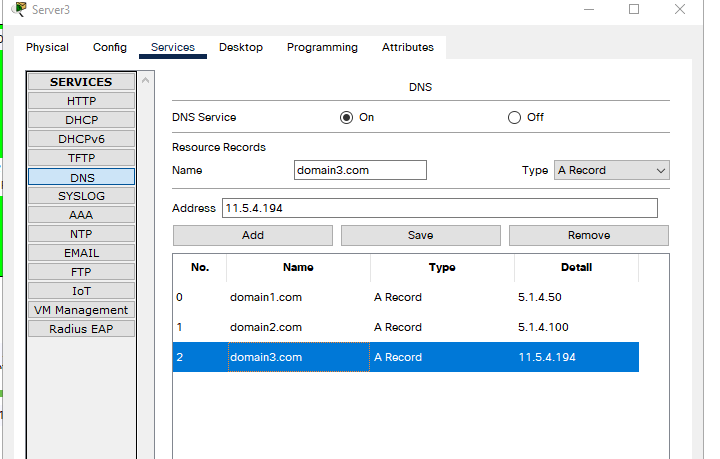 Server3
Physical Config Services Desktop Programming Attributes
SERVICES
HTTP
DHCP
DHCPv6
TFTP
DNS
SYSLOG
AAA
NTP
EMAIL
FTP
IoT
VM Management
Radius EAP
DNS
DNS Service On Off
Resource Records
Name domain3.com Type A Record
Address 11.5.4.194
Add Save Remove
No. Name Type Detail
0 domain1.com A Record 5.1.4.50
1 domain2.com A Record 5.1.4.100
2 domain3.com A Record 11.5.4.194